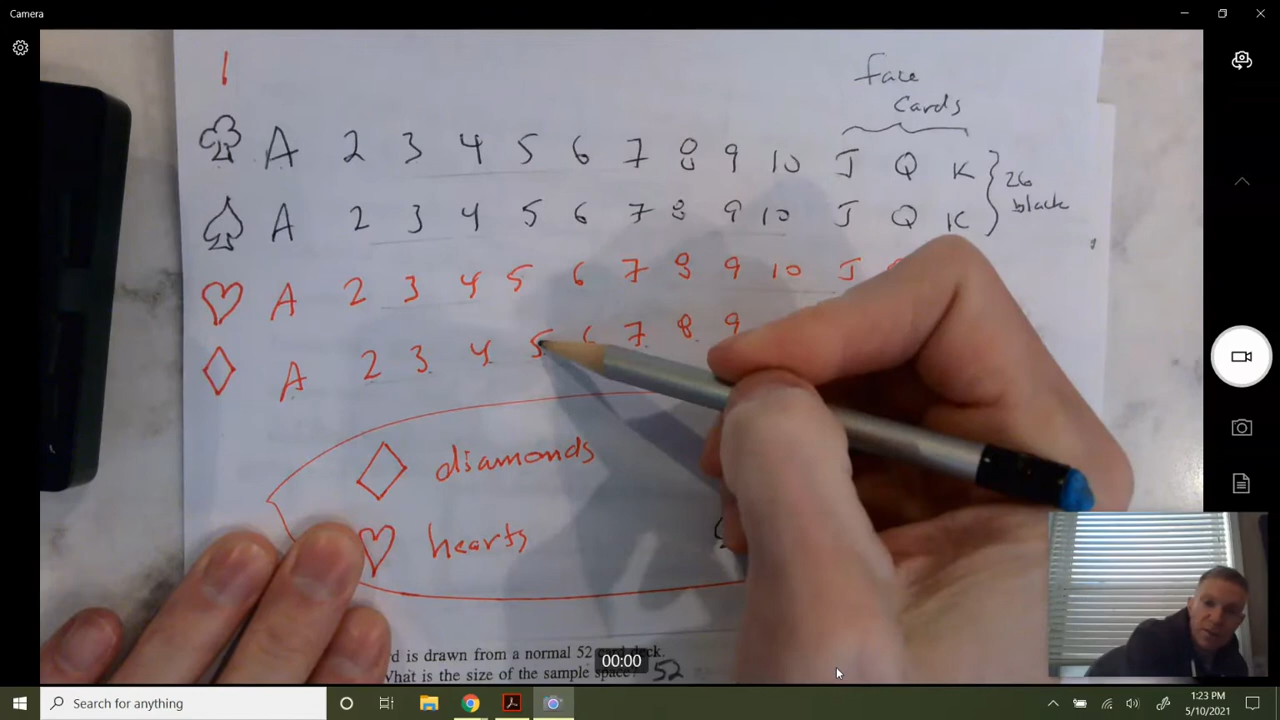 Camera
1
face
cards
♧ A 2 3 4 5 6 7 8 9 10 J Q K
26
black
♤ A 2 3 4 5 6 7 8 9 10 J Q K
♡ A 2 3 4 5 6 7 8 9 10 J
♢ A 2 3 4 5 6 7 8 9
♢ diamonds
♡ hearts
is drawn from a normal 52 card deck.
What is the size of the sample space? 52
00:00
Search for anything
1:23 PM
5/10/2021